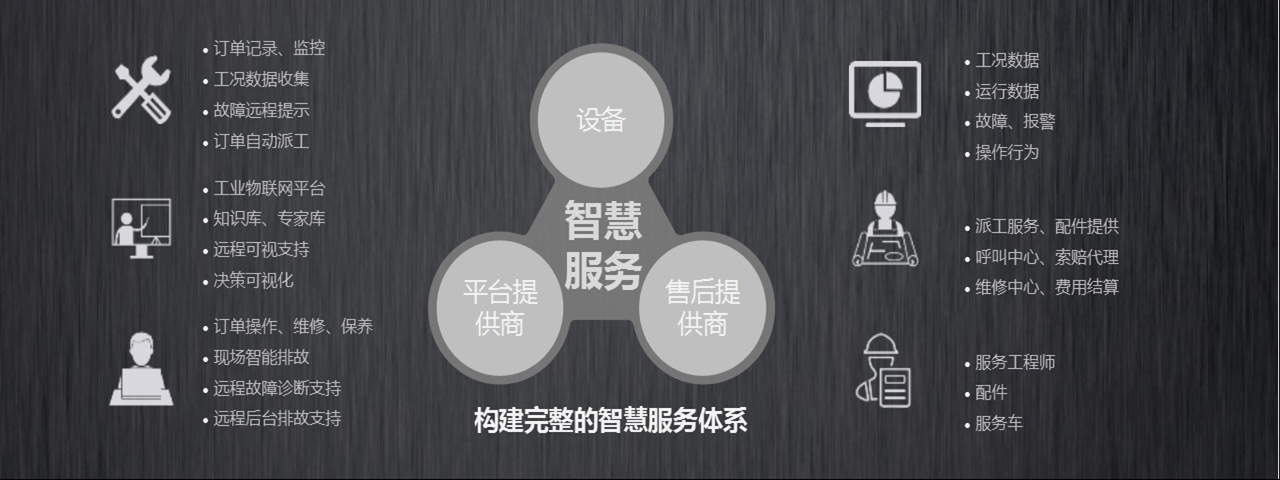 订单记录、监控
工况数据收集
故障远程提示
订单自动派工
工业物联网平台
知识库、专家库
远程可视支持
决策可视化
订单操作、维修、保养
现场智能排故
远程故障诊断支持
远程后台排故支持
设备
智慧
服务
平台提
供商
售后提
供商
构建完整的智慧服务体系
工况数据
运行数据
故障、报警
操作行为
派工服务、配件提供
呼叫中心、索赔代理
维修中心、费用结算
服务工程师
配件
服务车